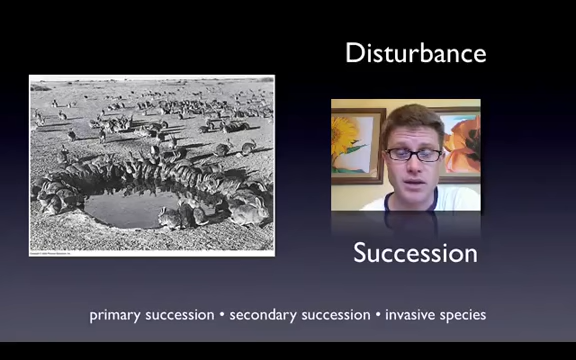 Disturbance
Succession
primary succession • secondary succession • invasive species